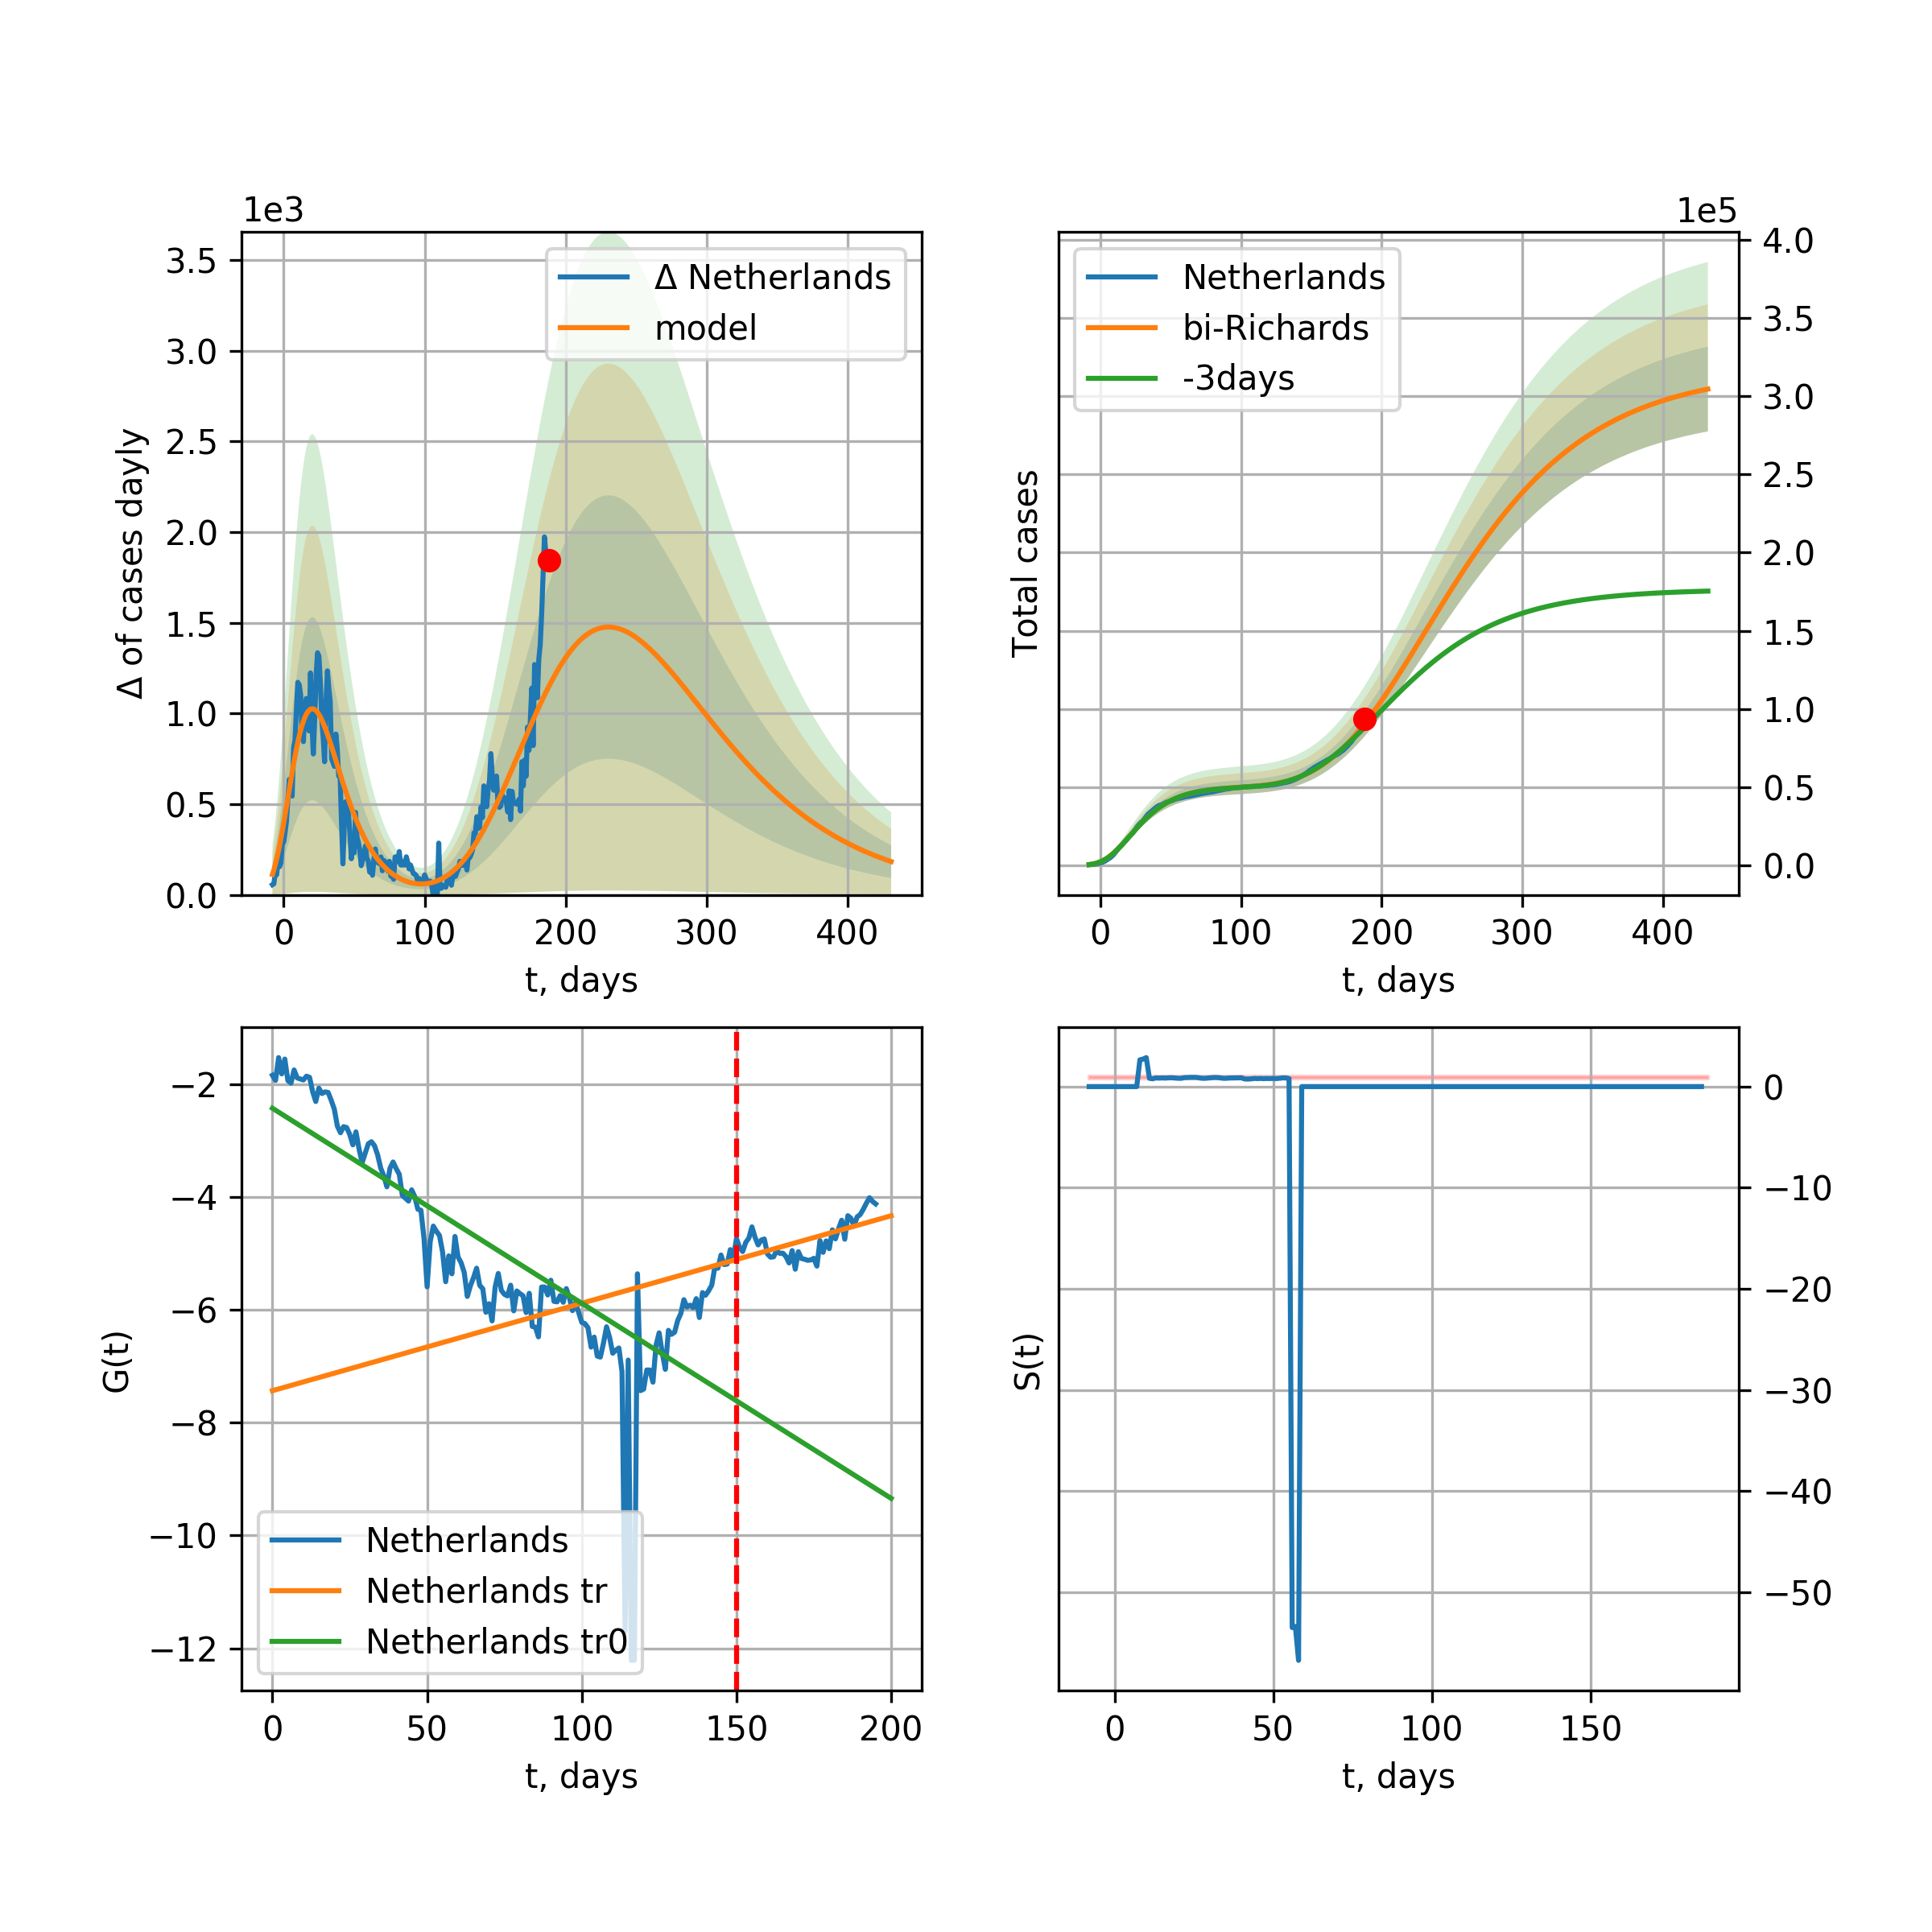 1e3
3.5
3.0
2.5
2.0
1.5
1.0
0.5
0.0
Δ of cases dayly
Δ Netherlands
model
0 100 200 300 400
t, days
1e5
4.0
3.5
3.0
2.5
2.0
1.5
1.0
0.5
0.0
Total cases
Netherlands
bi-Richards
-3days
0 100 200 300 400
t, days
−2
−4
−6
−8
−10
−12
G(t)
Netherlands
Netherlands tr
Netherlands tr0
0 50 100 150 200
t, days
0
−10
−20
−30
−40
−50
S(t)
0 50 100 150
t, days